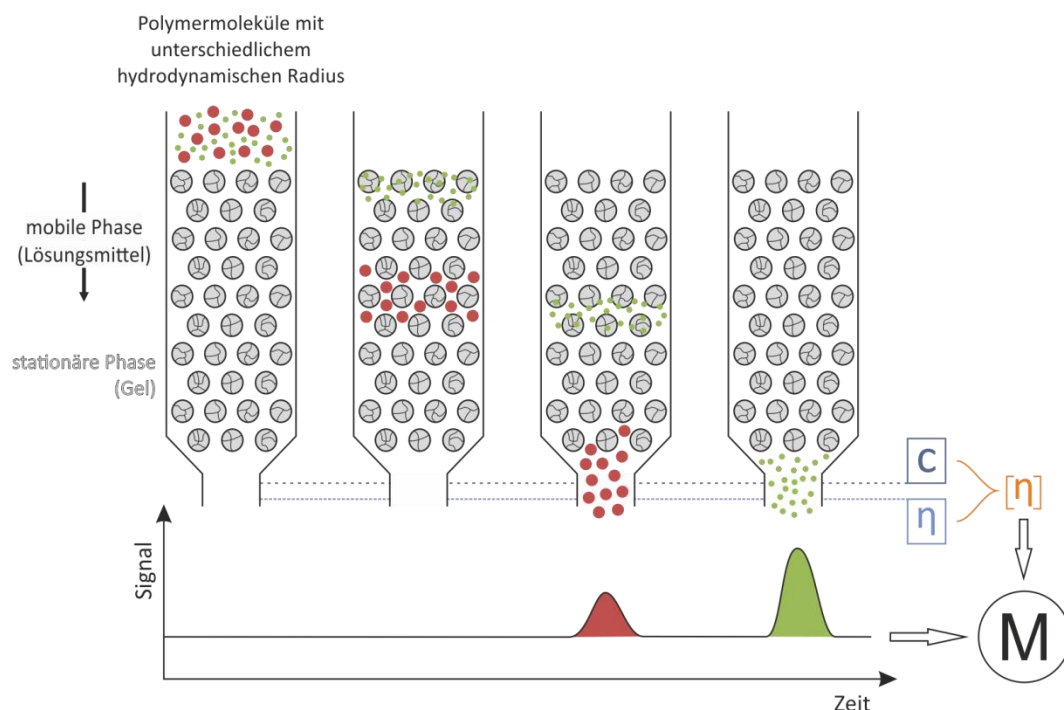 Polymermoleküle mit
unterschiedlichem
hydrodynamischen Radius
mobile Phase
(Lösungsmittel)
stationäre Phase
(Gel)
c
η
[η]
Signal
M
Zeit